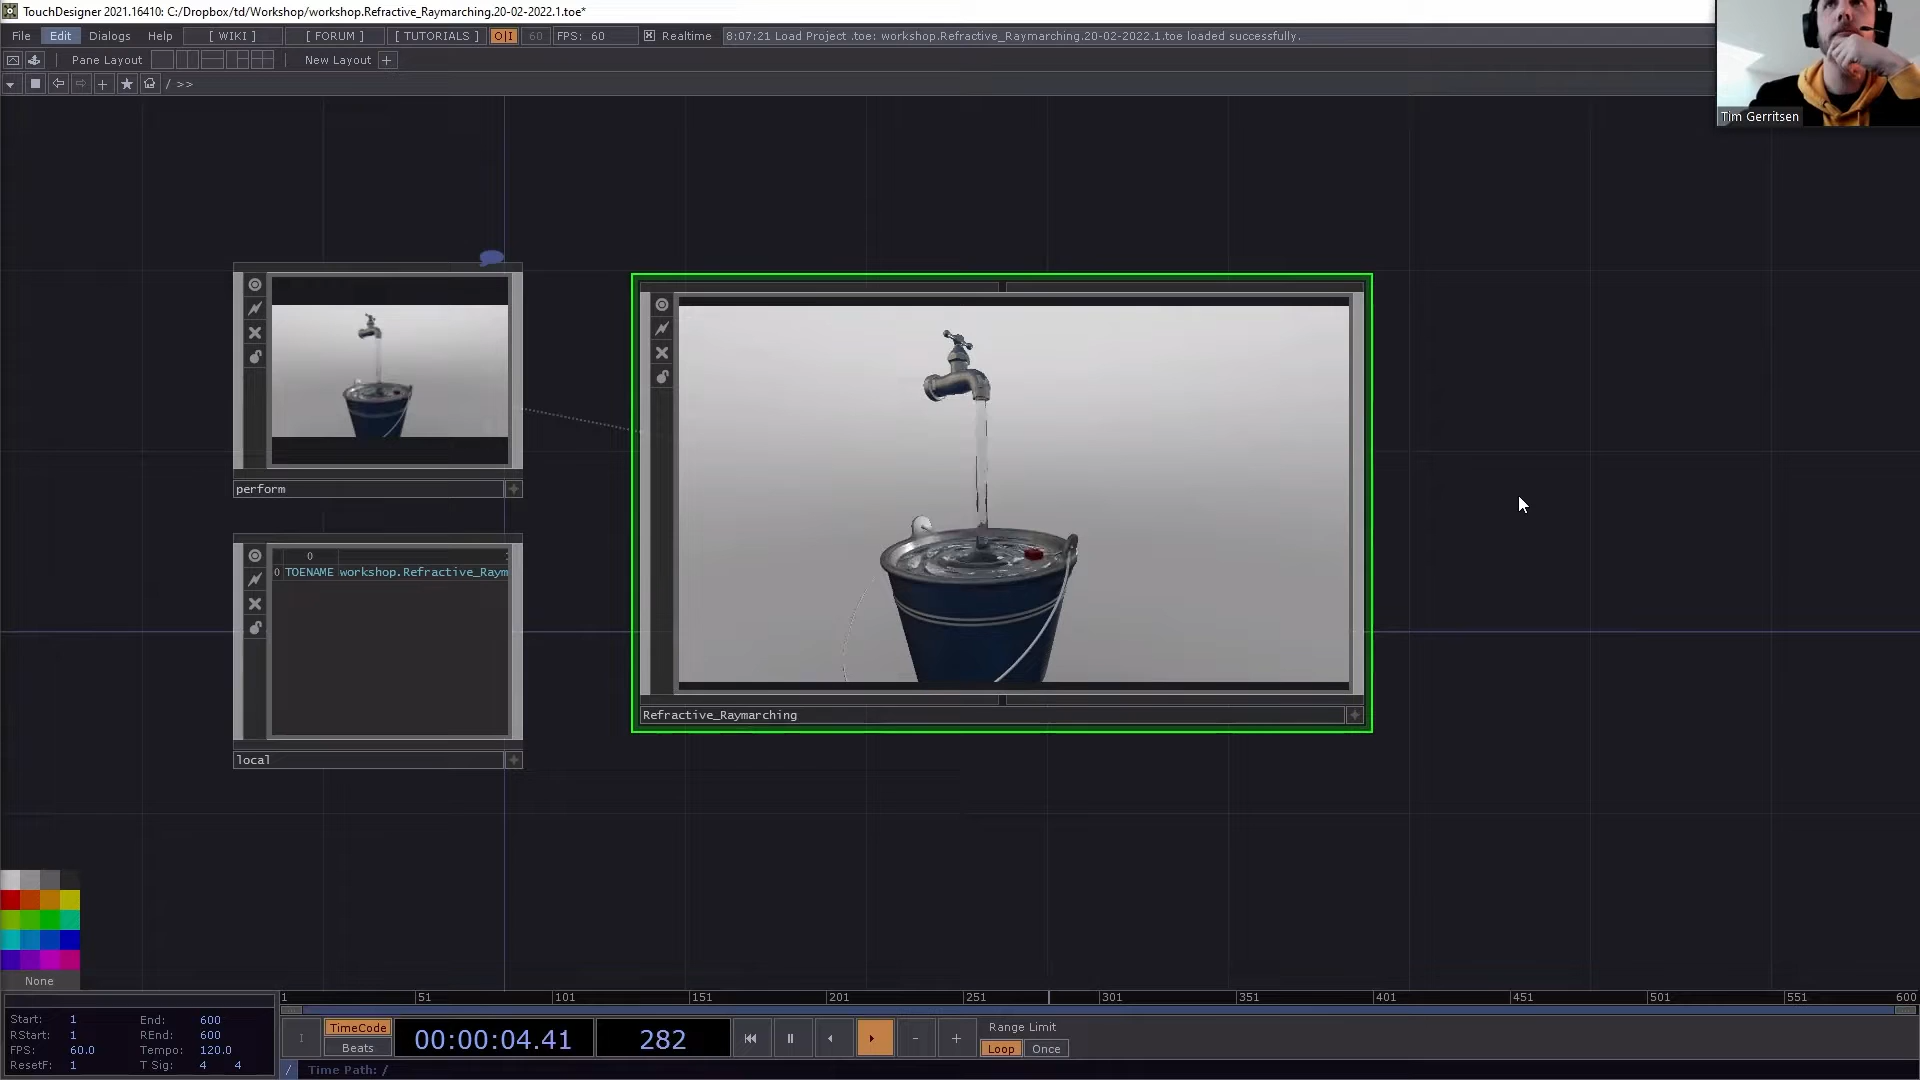 TouchDesigner 2021.16410: C:/Dropbox/td/Workshop/workshop.Refractive_Raymarching.20-02-2022.1.toe*
File Edit Dialogs Help [ WIKI ] [ FORUM ] [ TUTORIALS ] O|I 60 FPS: 60 Realtime 8:07:21 Load Project .toe: workshop.Refractive_Raymarching.20-02-2022.1.toe loaded successfully.
Pane Layout New Layout +
/ >>
Tim Gerritsen
perform
0
0 TOENAME workshop.Refractive_Raym
Refractive_Raymarching
local
None
1 51 101 151 201 251 301 351 401 451 501 551 600
Start: 1 End: 600
RStart: 1 REnd: 600
FPS: 60.0 Tempo: 120.0
ResetF: 1 T Sig: 4 4
TimeCode
Beats
00:00:04.41
282
Range Limit
Loop Once
/ Time Path: /